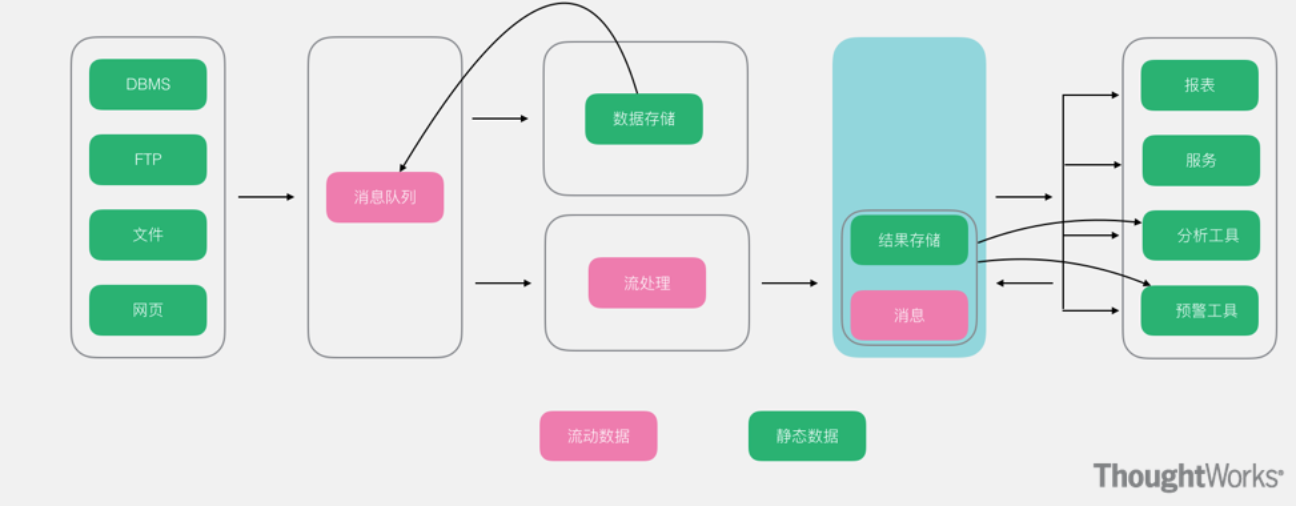 DBMS
FTP
文件
网页
消息队列
数据存储
流处理
结果存储
消息
报表
服务
分析工具
预警工具
流动数据
静态数据
ThoughtWorks